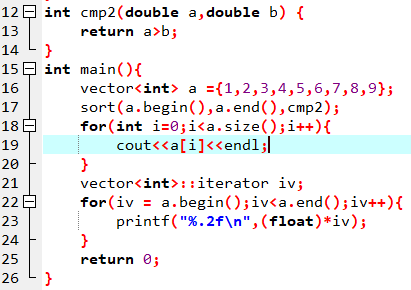 12 int cmp2(double a,double b) {
13     return a>b;
14 }
15 int main(){
16     vector<int> a ={1,2,3,4,5,6,7,8,9};
17     sort(a.begin(),a.end(),cmp2);
18     for(int i=0;i<a.size();i++){
19         cout<<a[i]<<endl;
20     }
21     vector<int>::iterator iv;
22     for(iv = a.begin();iv<a.end();iv++){
23         printf("%.2f\n",(float)*iv);
24     }
25     return 0;
26 }